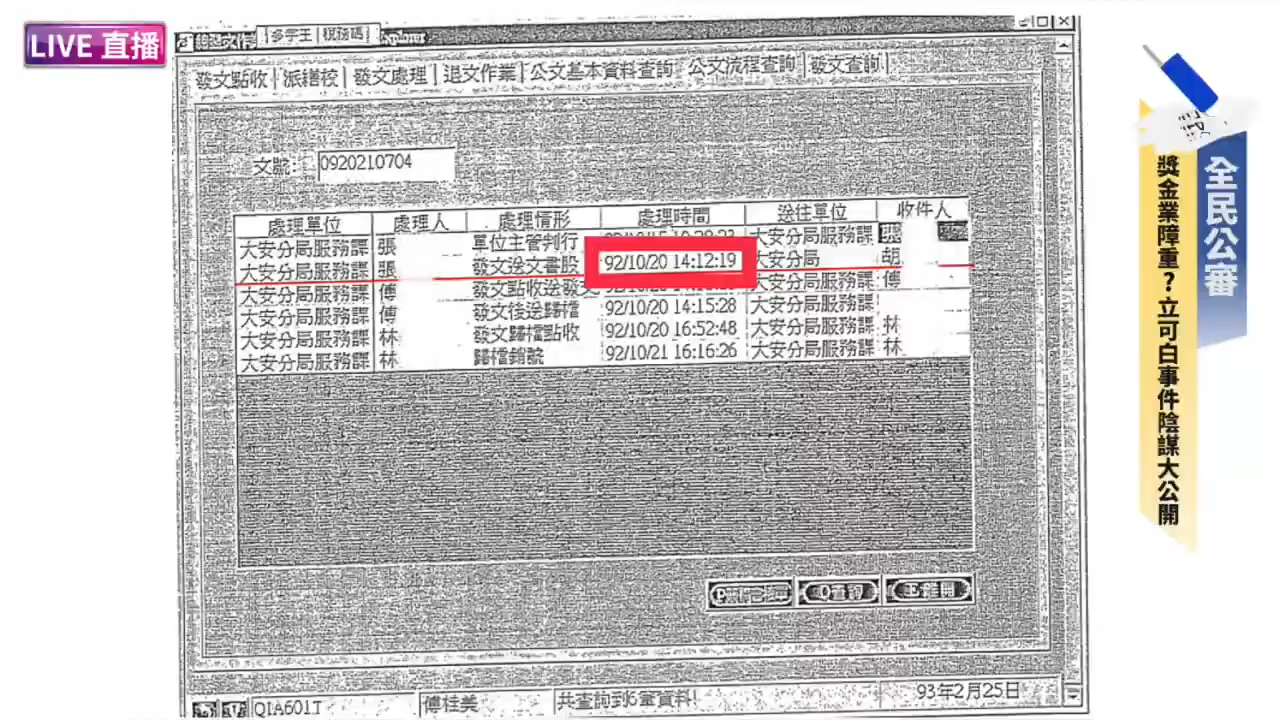 LIVE 直播
發文點收 派繕校 發文處理 退文作業 公文基本資料查詢 公文流程查詢 發文查詢
文號: 0920210704
處理單位 處理人 處理情形 處理時間 送往單位 收件人
大安分局服務課 張 單位主管判行 大安分局服務課 張
大安分局服務課 張 發文送文書股 92/10/20 14:12:19 大安分局 胡
大安分局服務課 傅 發文點收送發文 大安分局服務課 傅
大安分局服務課 傅 發文後送歸檔 92/10/20 14:15:28 大安分局服務課
大安分局服務課 林 發文歸檔點收 92/10/20 16:52:48 大安分局服務課 林
大安分局服務課 林 歸檔銷號 92/10/21 16:16:26 大安分局服務課 林
Q查詢 E離開
QIA601T 傅桂美 共查詢到6筆資料! 93年2月25日
全民公審
獎金業障重?立可白事件陰謀大公開